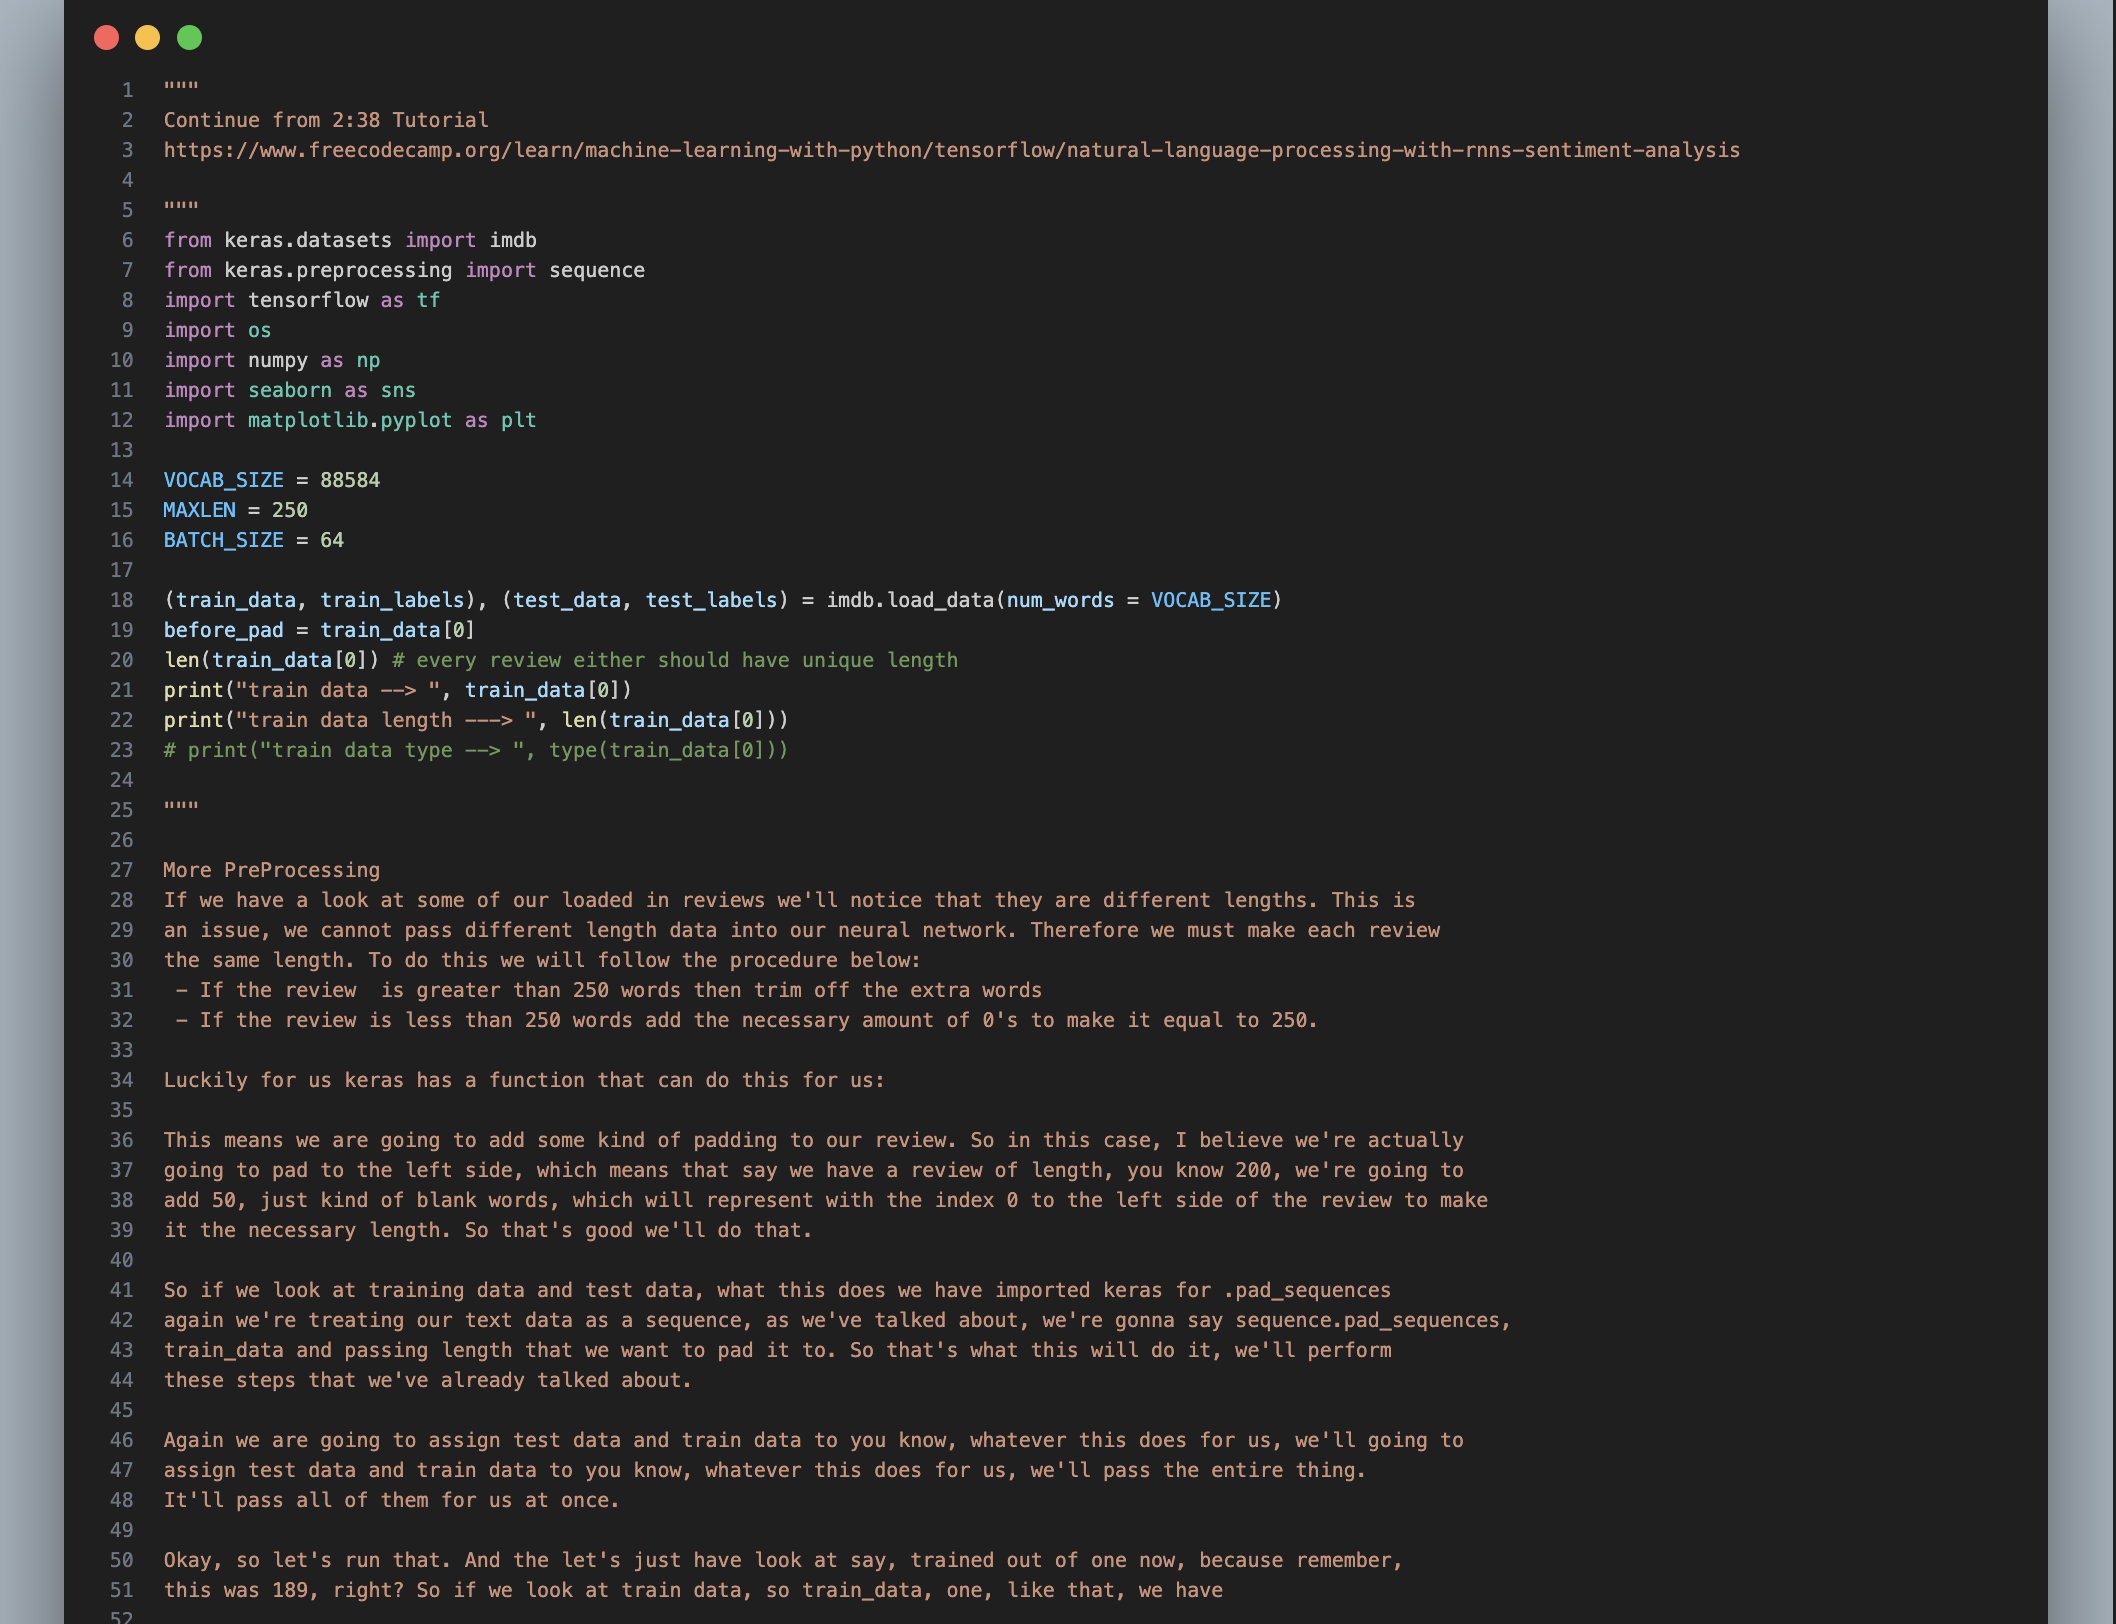 1 """
2 Continue from 2:38 Tutorial
3 https://www.freecodecamp.org/learn/machine-learning-with-python/tensorflow/natural-language-processing-with-rnns-sentiment-analysis
4
5 """
6 from keras.datasets import imdb
7 from keras.preprocessing import sequence
8 import tensorflow as tf
9 import os
10 import numpy as np
11 import seaborn as sns
12 import matplotlib.pyplot as plt
13
14 VOCAB_SIZE = 88584
15 MAXLEN = 250
16 BATCH_SIZE = 64
17
18 (train_data, train_labels), (test_data, test_labels) = imdb.load_data(num_words = VOCAB_SIZE)
19 before_pad = train_data[0]
20 len(train_data[0]) # every review either should have unique length
21 print("train data --> ", train_data[0])
22 print("train data length ---> ", len(train_data[0]))
23 # print("train data type --> ", type(train_data[0]))
24
25 """
26
27 More PreProcessing
28 If we have a look at some of our loaded in reviews we'll notice that they are different lengths. This is
29 an issue, we cannot pass different length data into our neural network. Therefore we must make each review
30 the same length. To do this we will follow the procedure below:
31  - If the review  is greater than 250 words then trim off the extra words
32  - If the review is less than 250 words add the necessary amount of 0's to make it equal to 250.
33
34 Luckily for us keras has a function that can do this for us:
35
36 This means we are going to add some kind of padding to our review. So in this case, I believe we're actually
37 going to pad to the left side, which means that say we have a review of length, you know 200, we're going to
38 add 50, just kind of blank words, which will represent with the index 0 to the left side of the review to make
39 it the necessary length. So that's good we'll do that.
40
41 So if we look at training data and test data, what this does we have imported keras for .pad_sequences
42 again we're treating our text data as a sequence, as we've talked about, we're gonna say sequence.pad_sequences,
43 train_data and passing length that we want to pad it to. So that's what this will do it, we'll perform
44 these steps that we've already talked about.
45
46 Again we are going to assign test data and train data to you know, whatever this does for us, we'll going to
47 assign test data and train data to you know, whatever this does for us, we'll pass the entire thing.
48 It'll pass all of them for us at once.
49
50 Okay, so let's run that. And the let's just have look at say, trained out of one now, because remember,
51 this was 189, right? So if we look at train data, so train_data, one, like that, we have
52